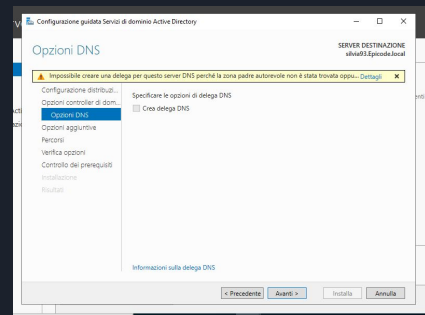 Configurazione guidata Servizi di dominio Active Directory
Opzioni DNS
SERVER DESTINAZIONE
silvia93.Epicode.local
Impossibile creare una delega per questo server DNS perché la zona padre autorevole non è stata trovata oppu... Dettagli
Configurazione distribuzi...
Opzioni controller di dom...
Opzioni DNS
Opzioni aggiuntive
Percorsi
Verifica opzioni
Controllo dei prerequisiti
Installazione
Risultati
Specificare le opzioni di delega DNS
Crea delega DNS
Informazioni sulla delega DNS
< Precedente
Avanti >
Installa
Annulla